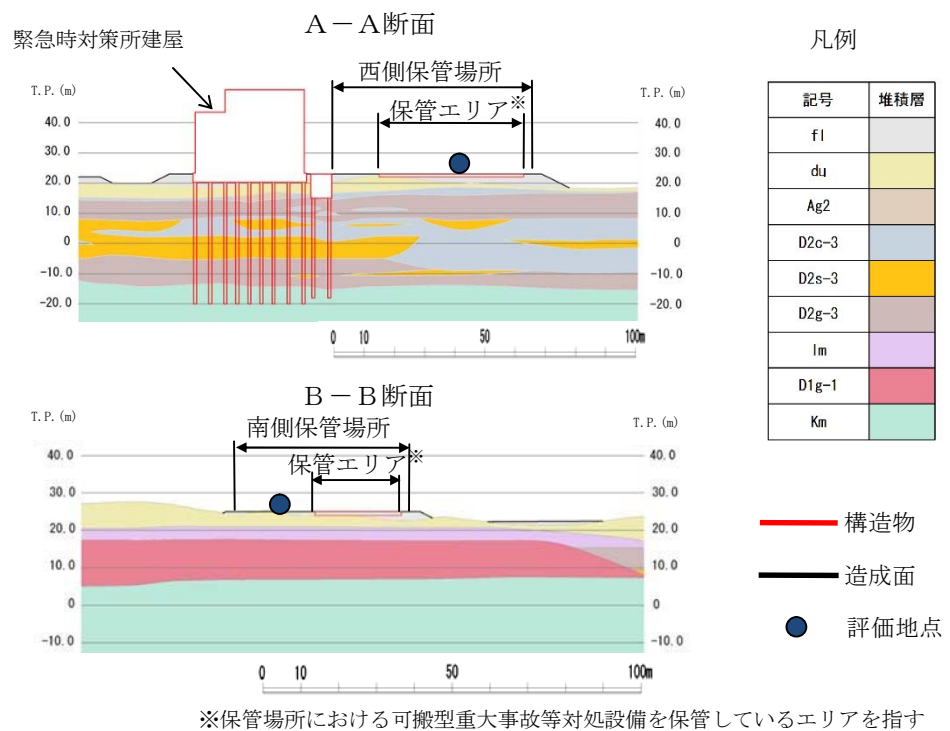 A-A断面
緊急時対策所建屋
西側保管場所
保管エリア※
T.P.(m)
40.0
30.0
20.0
10.0
0
-10.0
-20.0
T.P.(m)
40.0
30.0
20.0
10.0
0
-10.0
-20.0
0 10 50 100m
B-B断面
南側保管場所
保管エリア※
T.P.(m)
40.0
30.0
20.0
10.0
0
-10.0
T.P.(m)
40.0
30.0
20.0
10.0
0
-10.0
0 10 50 100m
凡例
記号 堆積層
fl
du
Ag2
D2c-3
D2s-3
D2g-3
lm
D1g-1
Km
構造物
造成面
評価地点
※保管場所における可搬型重大事故等対処設備を保管しているエリアを指す